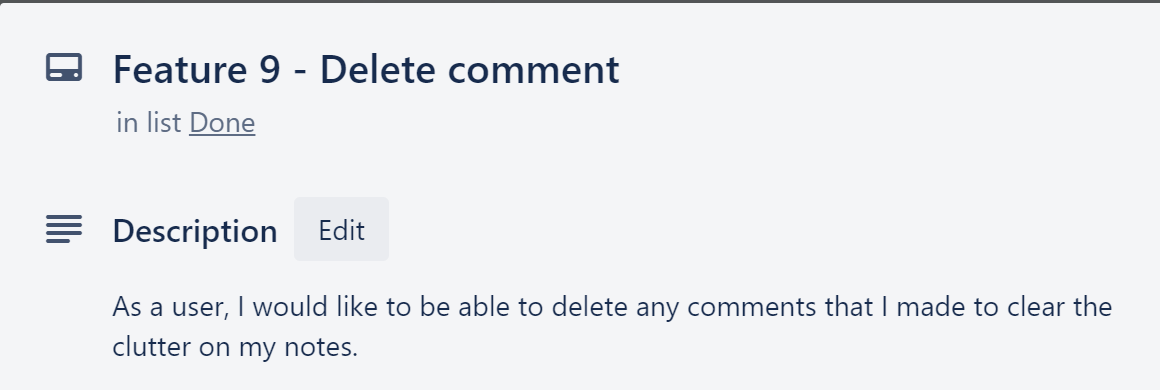 Feature 9 - Delete comment
in list Done
Description Edit
As a user, I would like to be able to delete any comments that I made to clear the
clutter on my notes.